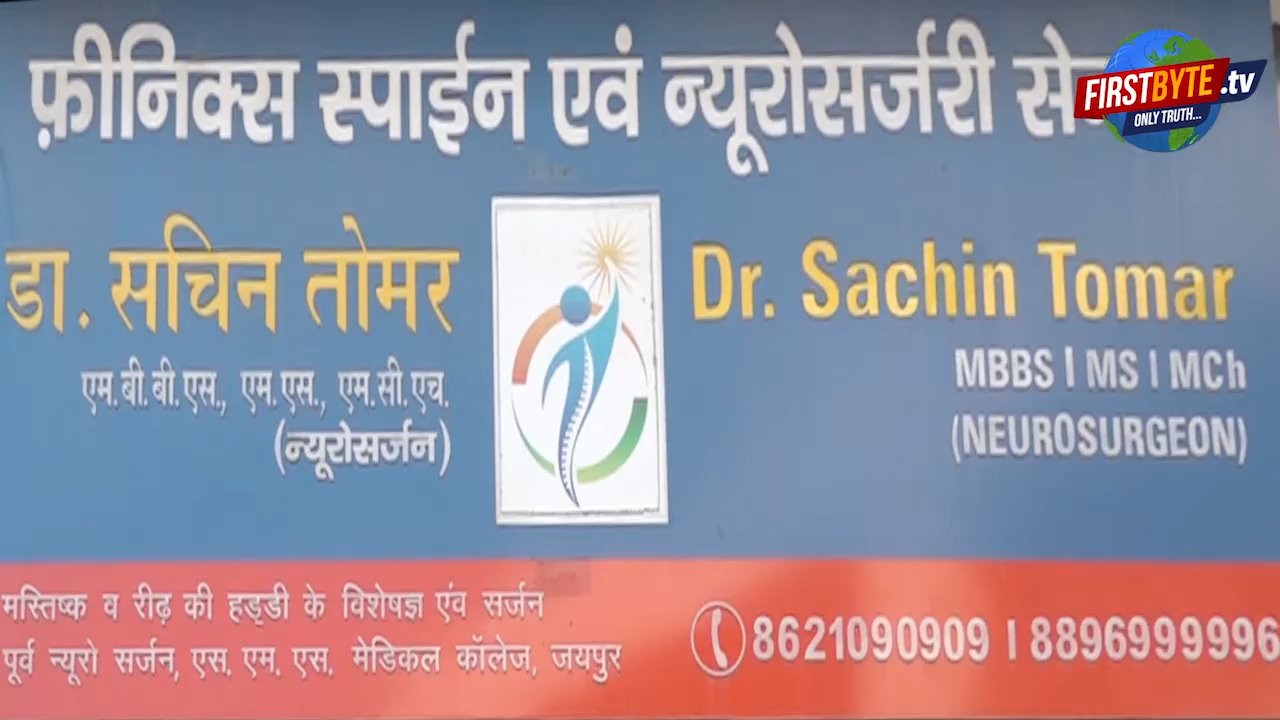 फ़ीनिक्स स्पाईन एवं न्यूरोसर्जरी
FIRSTBYTE.tv
ONLY TRUTH...
डा. सचिन तोमर
एम.बी.बी.एस., एम.एस., एम.सी.एच.
(न्यूरोसर्जन)
Dr. Sachin Tomar
MBBS | MS | MCh
(NEUROSURGEON)
मस्तिष्क व रीढ़ की हड्डी के विशेषज्ञ एंव सर्जन
पूर्व न्यूरो सर्जन, एस. एम. एस. मेडिकल कॉलेज, जयपुर
8621090909 | 8896999996